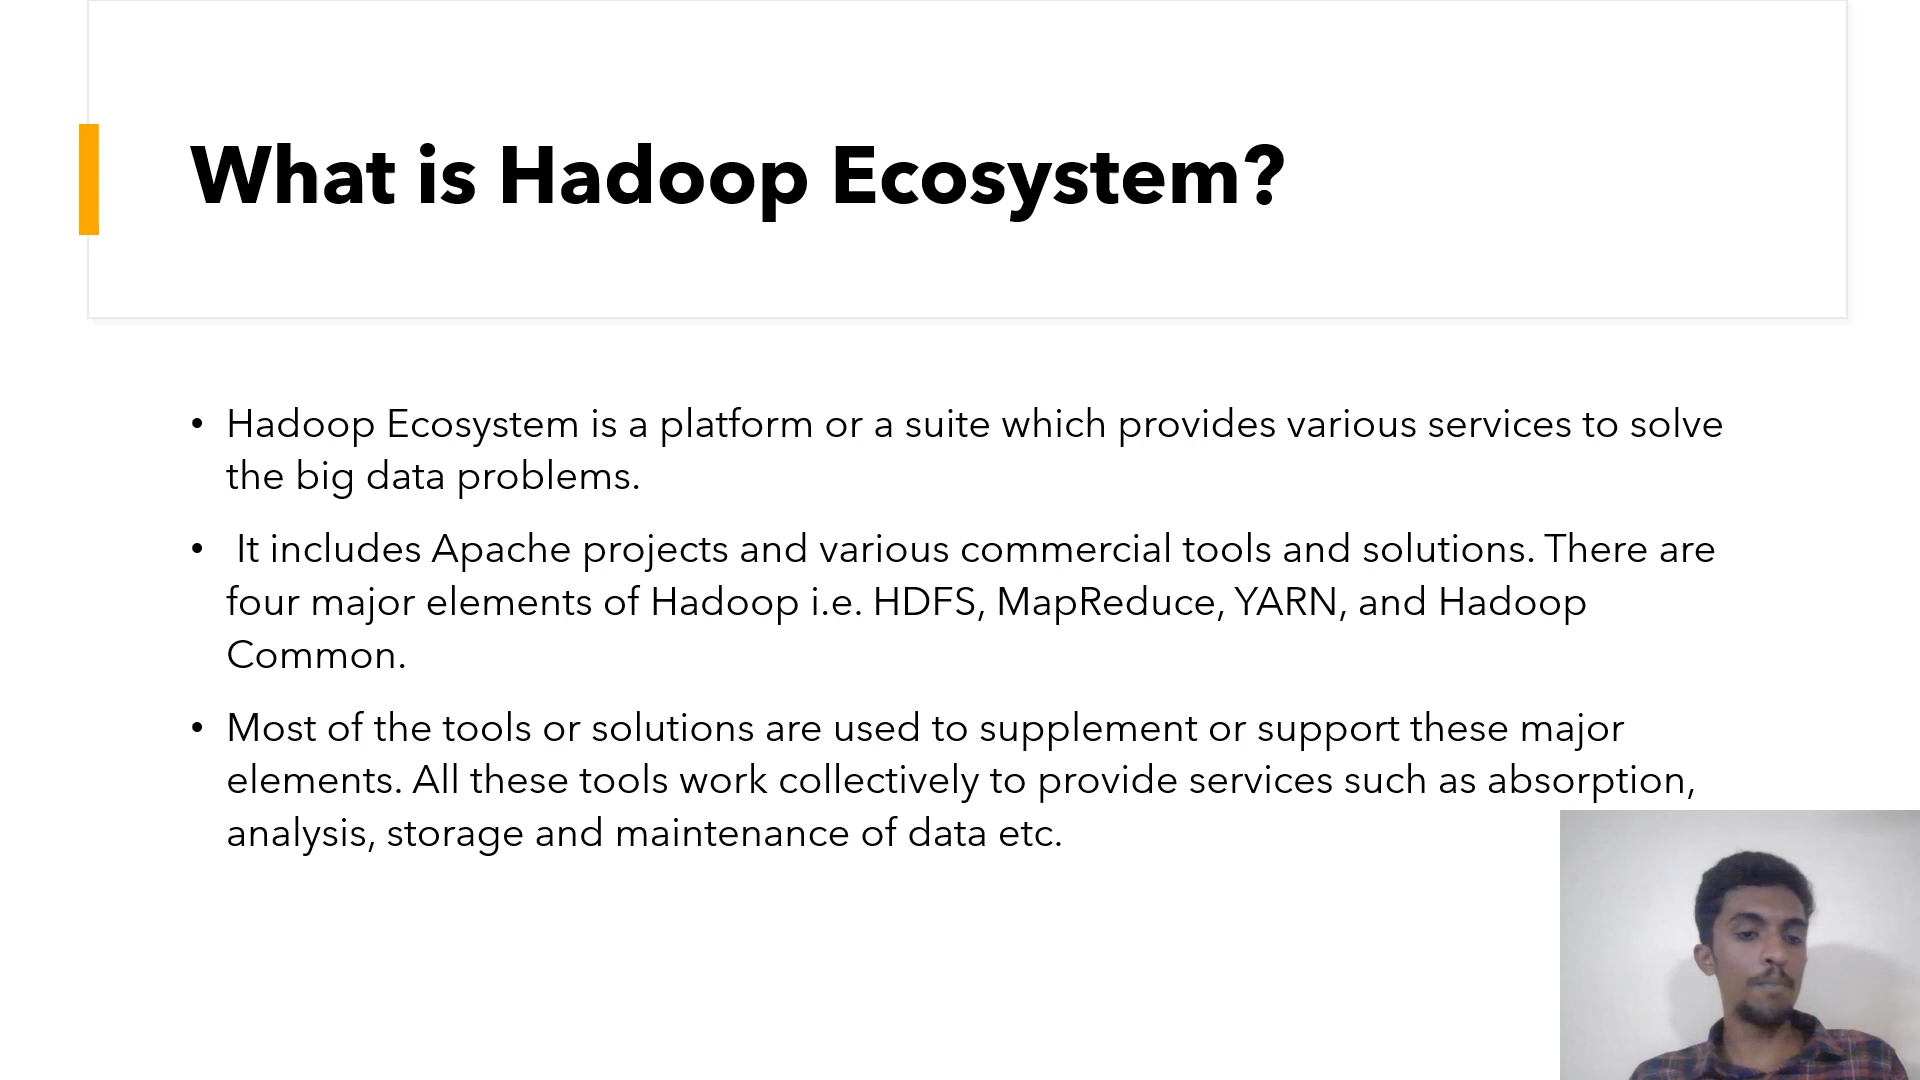 What is Hadoop Ecosystem?
• Hadoop Ecosystem is a platform or a suite which provides various services to solve
the big data problems.
• It includes Apache projects and various commercial tools and solutions. There are
four major elements of Hadoop i.e. HDFS, MapReduce, YARN, and Hadoop
Common.
• Most of the tools or solutions are used to supplement or support these major
elements. All these tools work collectively to provide services such as absorption,
analysis, storage and maintenance of data etc.